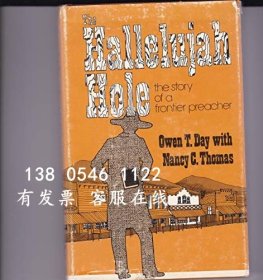 The
Hallelujah
Hole
the story
of a
frontier preacher
Owen T. Day with
Nancy C. Thomas
138 0546 1122
有发票 客服在线